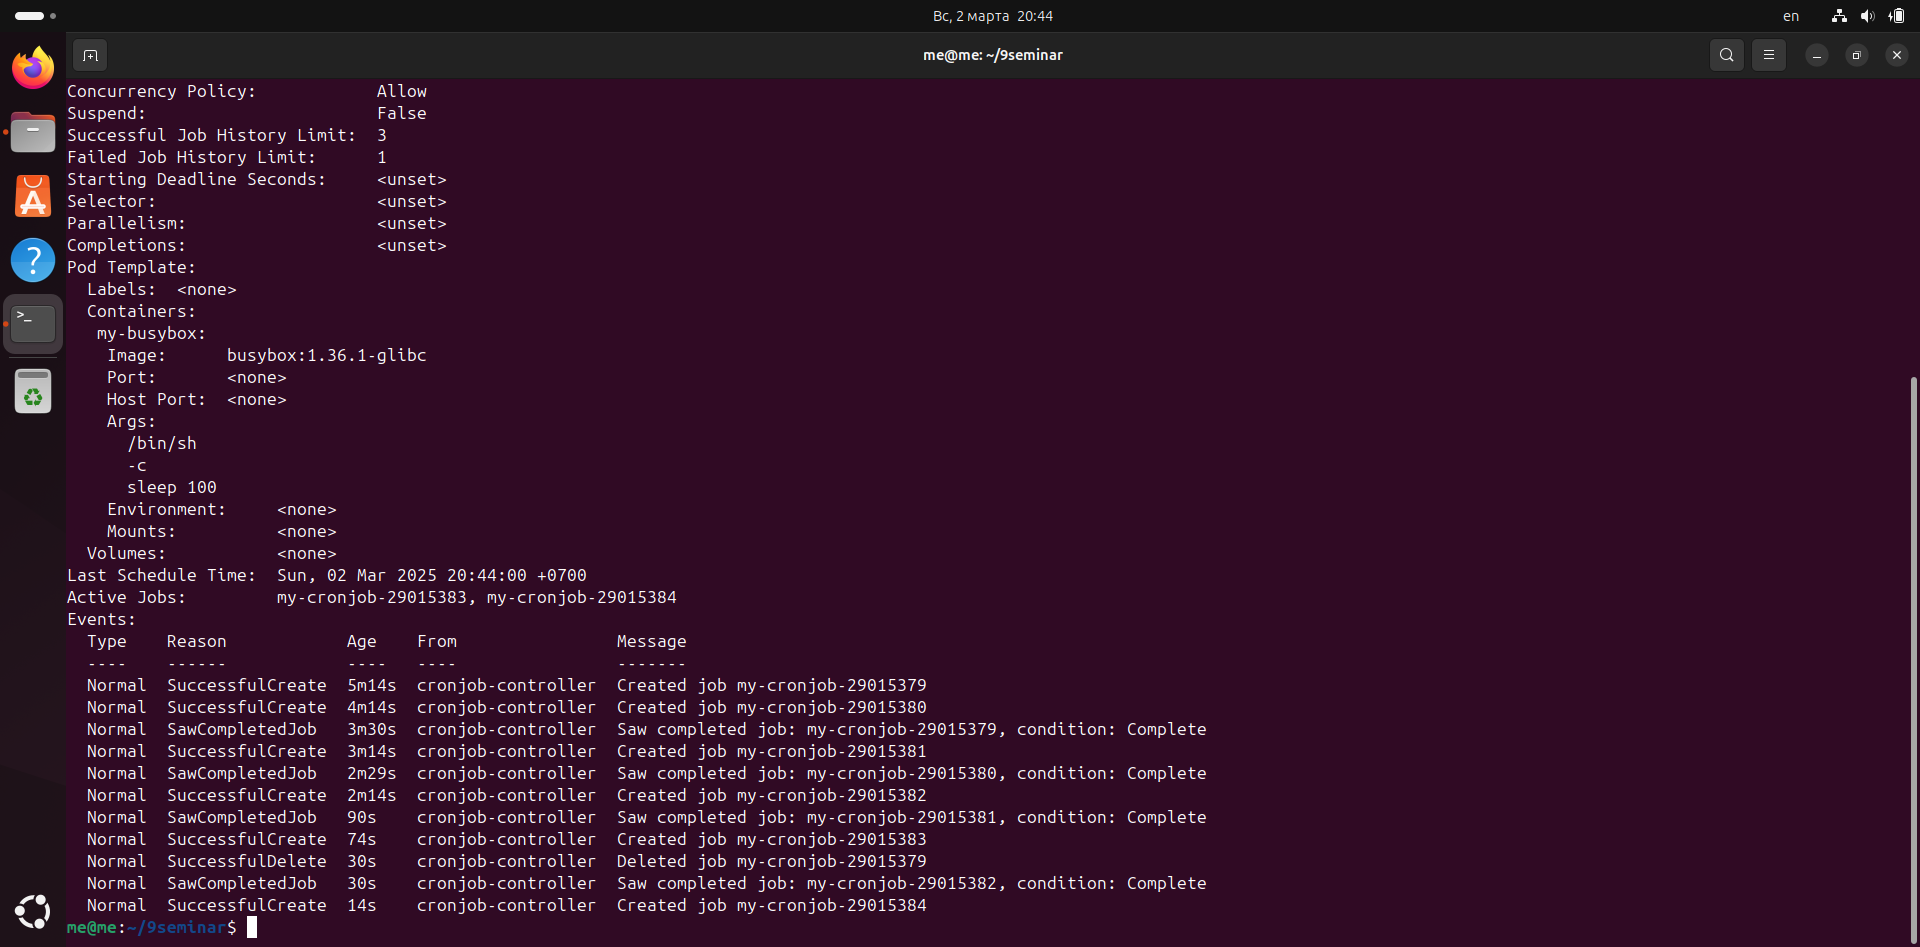 Вс, 2 марта 20:44
en
me@me: ~/9seminar
Concurrency Policy: Allow
Suspend: False
Successful Job History Limit: 3
Failed Job History Limit: 1
Starting Deadline Seconds: <unset>
Selector: <unset>
Parallelism: <unset>
Completions: <unset>
Pod Template:
Labels: <none>
Containers:
my-busybox:
Image: busybox:1.36.1-glibc
Port: <none>
Host Port: <none>
Args:
/bin/sh
-c
sleep 100
Environment: <none>
Mounts: <none>
Volumes: <none>
Last Schedule Time: Sun, 02 Mar 2025 20:44:00 +0700
Active Jobs: my-cronjob-29015383, my-cronjob-29015384
Events:
Type Reason Age From Message
---- ------ ---- ---- -------
Normal SuccessfulCreate 5m14s cronjob-controller Created job my-cronjob-29015379
Normal SuccessfulCreate 4m14s cronjob-controller Created job my-cronjob-29015380
Normal SawCompletedJob 3m30s cronjob-controller Saw completed job: my-cronjob-29015379, condition: Complete
Normal SuccessfulCreate 3m14s cronjob-controller Created job my-cronjob-29015381
Normal SawCompletedJob 2m29s cronjob-controller Saw completed job: my-cronjob-29015380, condition: Complete
Normal SuccessfulCreate 2m14s cronjob-controller Created job my-cronjob-29015382
Normal SawCompletedJob 90s cronjob-controller Saw completed job: my-cronjob-29015381, condition: Complete
Normal SuccessfulCreate 74s cronjob-controller Created job my-cronjob-29015383
Normal SuccessfulDelete 30s cronjob-controller Deleted job my-cronjob-29015379
Normal SawCompletedJob 30s cronjob-controller Saw completed job: my-cronjob-29015382, condition: Complete
Normal SuccessfulCreate 14s cronjob-controller Created job my-cronjob-29015384
me@me:~/9seminar$